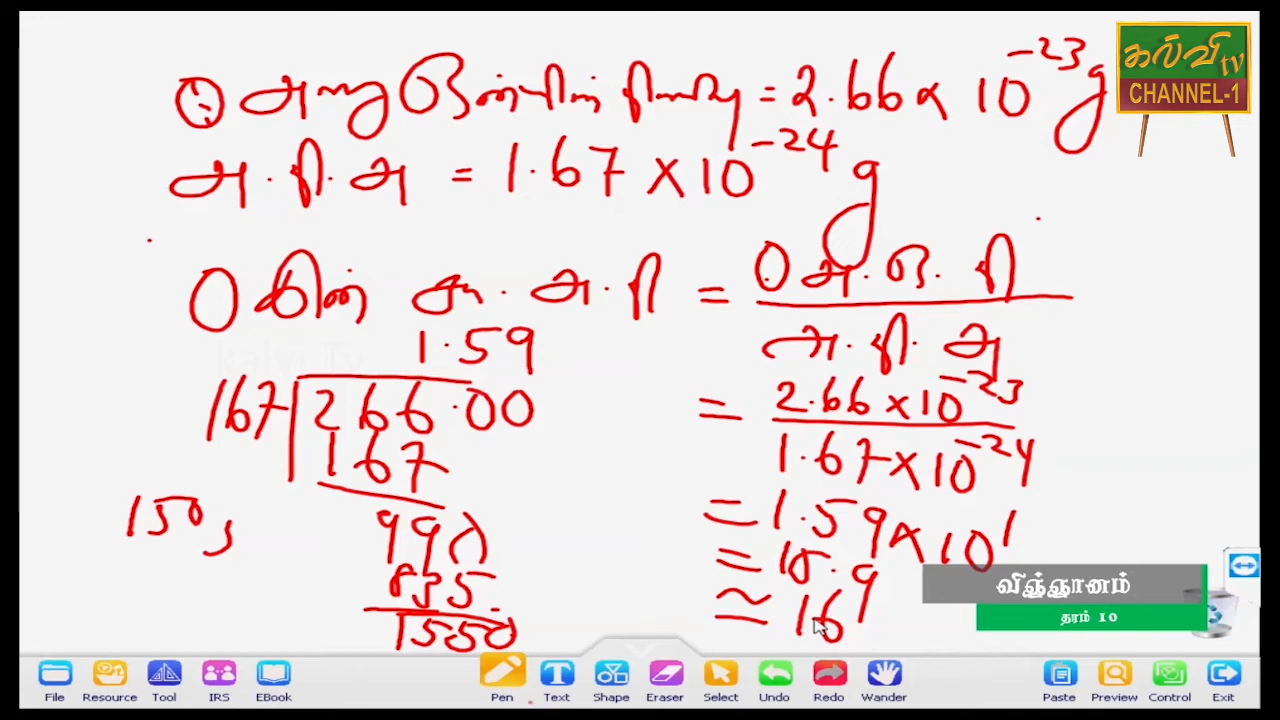 கல்வி tv
CHANNEL-1
O அணு ஒன்றின் திணிவு = 2.66 x 10⁻²³ g
அ.தி.அ = 1.67 x 10⁻²⁴ g
O இன் சா.அ.தி = O அ.ஒ.தி
அ.தி.அ
1.59
167 266.00
167
990
835
1550
150
= 2.66 x 10⁻²³
1.67 x 10⁻²⁴
= 1.59 x 10¹
= 15.9
≈ 16
விஞ்ஞானம்
தரம் 10
File Resource Tool IRS EBook Pen Text Shape Eraser Select Undo Redo Wander Paste Preview Control Exit